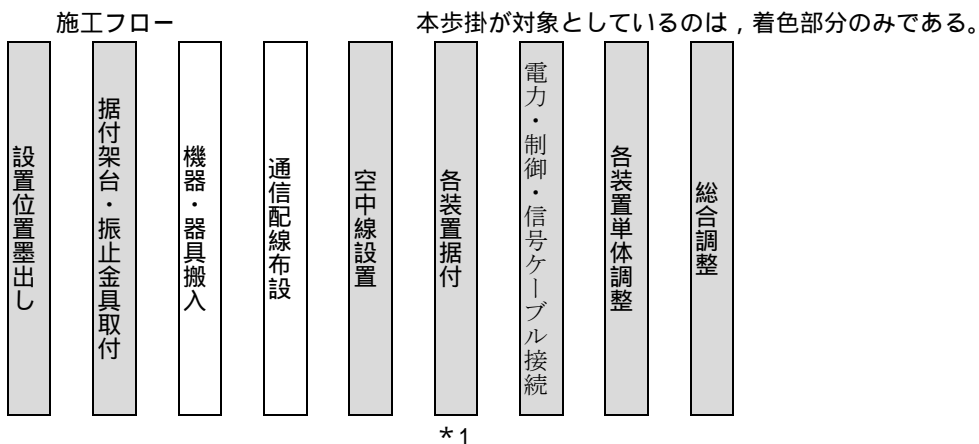 施工フロー
本歩掛が対象としているのは，着色部分のみである。
設置位置墨出し
据付架台・振止金具取付
機器・器具搬入
通信配線布設
空中線設置
各装置据付
電力・制御・信号ケーブル接続
各装置単体調整
総合調整
＊1